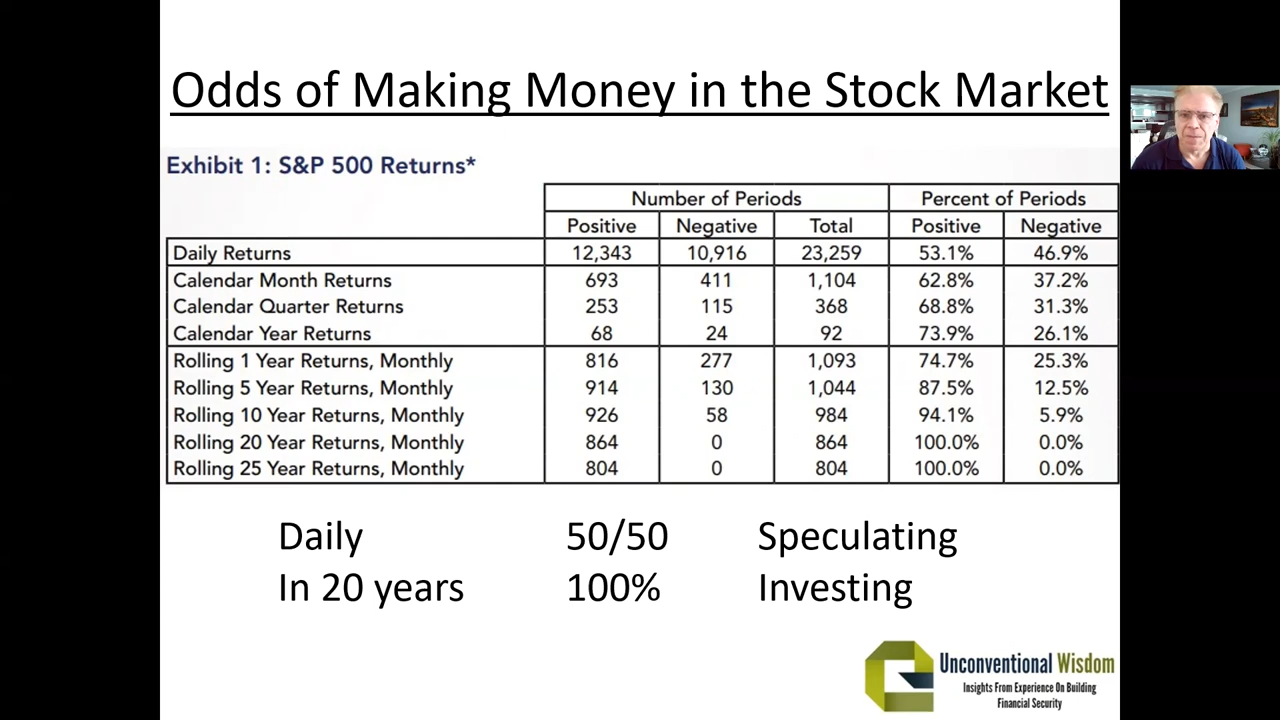 Odds of Making Money in the Stock Market
Exhibit 1: S&P 500 Returns*
Number of Periods Percent of Periods
Positive Negative Total Positive Negative
Daily Returns 12,343 10,916 23,259 53.1% 46.9%
Calendar Month Returns 693 411 1,104 62.8% 37.2%
Calendar Quarter Returns 253 115 368 68.8% 31.3%
Calendar Year Returns 68 24 92 73.9% 26.1%
Rolling 1 Year Returns, Monthly 816 277 1,093 74.7% 25.3%
Rolling 5 Year Returns, Monthly 914 130 1,044 87.5% 12.5%
Rolling 10 Year Returns, Monthly 926 58 984 94.1% 5.9%
Rolling 20 Year Returns, Monthly 864 0 864 100.0% 0.0%
Rolling 25 Year Returns, Monthly 804 0 804 100.0% 0.0%
Daily 50/50 Speculating
In 20 years 100% Investing
Unconventional Wisdom
Insights From Experience On Building
Financial Security